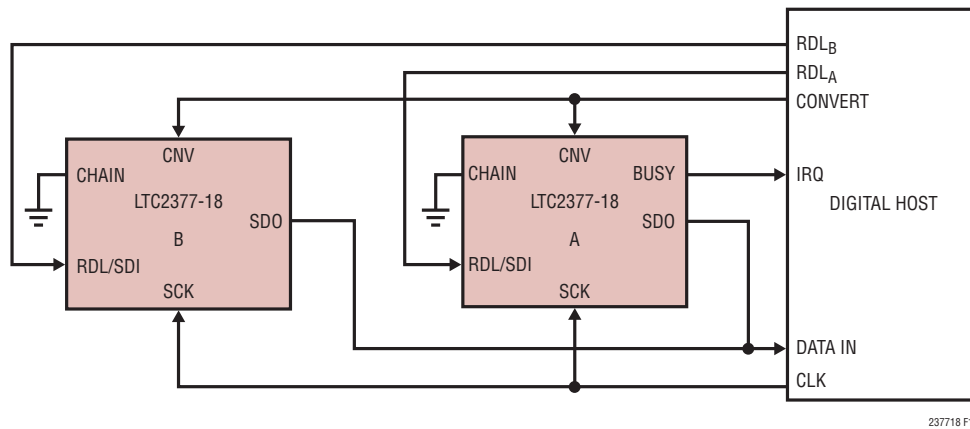 RDLB
RDLA
CONVERT
CNV
CHAIN
LTC2377-18
B
SDO
RDL/SDI
SCK
CNV
CHAIN
BUSY
LTC2377-18
A
SDO
RDL/SDI
SCK
IRQ
DIGITAL HOST
DATA IN
CLK